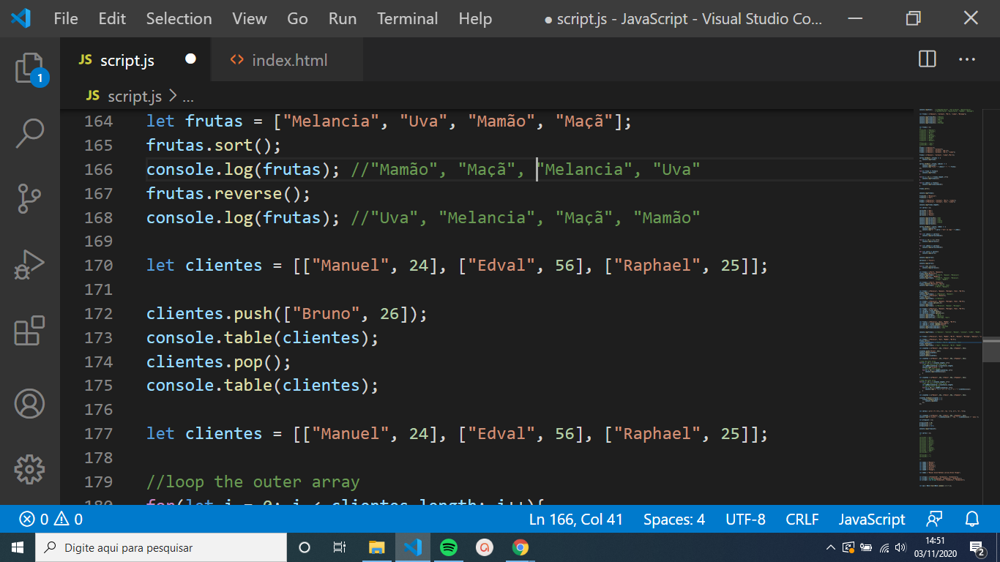 File Edit Selection View Go Run Terminal Help ● script.js - JavaScript - Visual Studio Co...
1
JS script.js ● <> index.html
JS script.js > ...
164 let frutas = ["Melancia", "Uva", "Mamão", "Maçã"];
165 frutas.sort();
166 console.log(frutas); //"Mamão", "Maçã", "Melancia", "Uva"
167 frutas.reverse();
168 console.log(frutas); //"Uva", "Melancia", "Maçã", "Mamão"
169
170 let clientes = [["Manuel", 24], ["Edval", 56], ["Raphael", 25]];
171
172 clientes.push(["Bruno", 26]);
173 console.table(clientes);
174 clientes.pop();
175 console.table(clientes);
176
177 let clientes = [["Manuel", 24], ["Edval", 56], ["Raphael", 25]];
178
179 //loop the outer array
180 for(let i = 0; i < clientes.length; i++){
0 0 Ln 166, Col 41 Spaces: 4 UTF-8 CRLF JavaScript
Digite aqui para pesquisar
14:51
03/11/2020
2